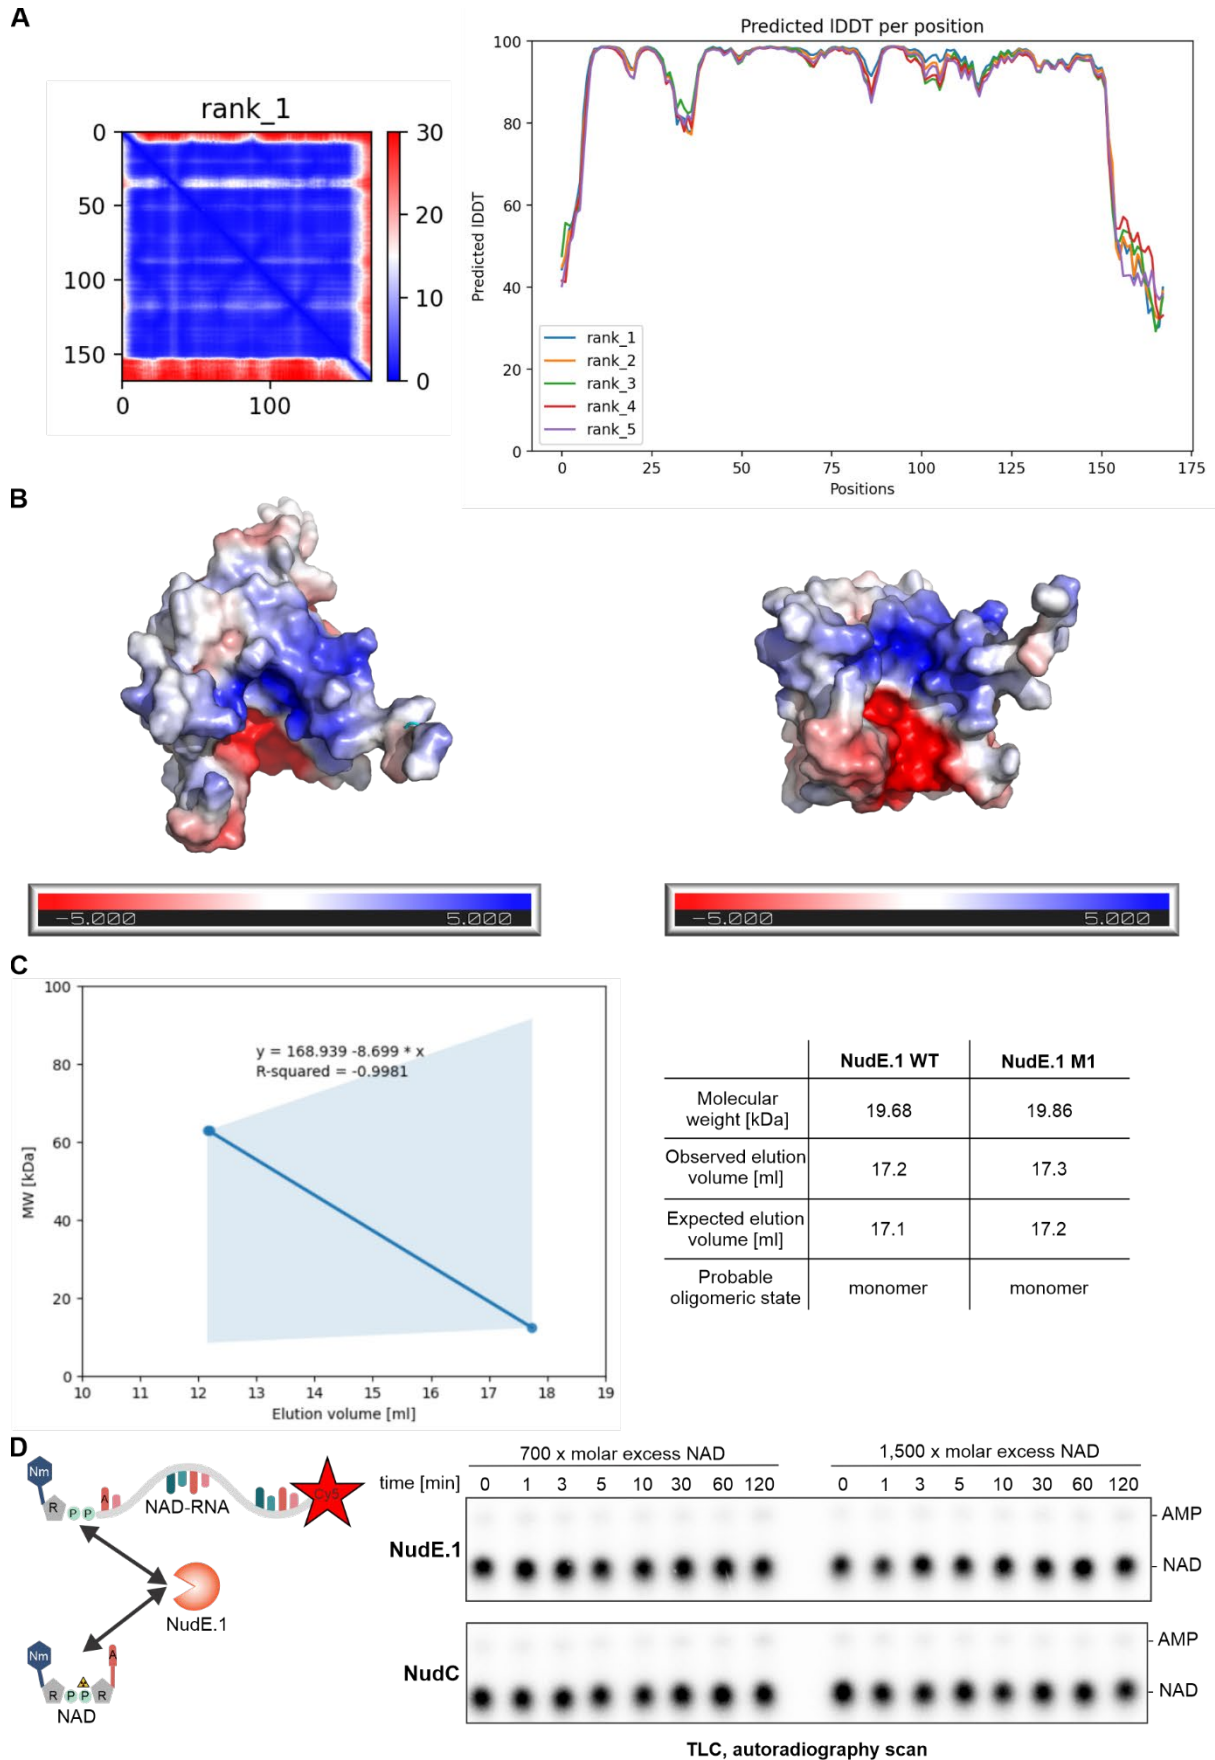 A
rank_1
0
50
100
150
0
100
30
20
10
0
Predicted lDDT per position
Predicted lDDT
100
80
60
40
20
0
rank_1
rank_2
rank_3
rank_4
rank_5
0 25 50 75 100 125 150 175
Positions
B
-5.000 5.000
-5.000 5.000
C
100
80
60
40
20
0
MW [kDa]
y = 168.939 -8.699 * x
R-squared = -0.9981
10 11 12 13 14 15 16 17 18 19
Elution volume [ml]
NudE.1 WT NudE.1 M1
Molecular
weight [kDa] 19.68 19.86
Observed elution
volume [ml] 17.2 17.3
Expected elution
volume [ml] 17.1 17.2
Probable
oligomeric state monomer monomer
D
Nm
R P P A
NAD-RNA
Cy5
NudE.1
Nm A
R P P R
NAD
700 x molar excess NAD 1,500 x molar excess NAD
time [min] 0 1 3 5 10 30 60 120 0 1 3 5 10 30 60 120
NudE.1
AMP
NAD
NudC
AMP
NAD
TLC, autoradiography scan